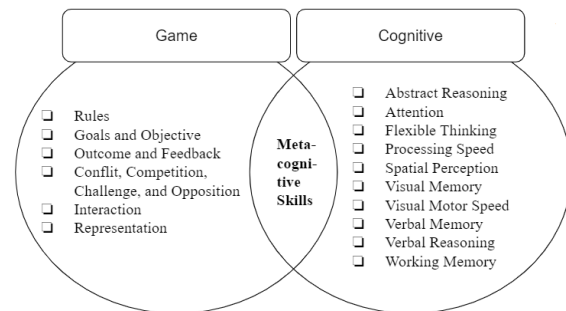 Game
Cognitive
❑ Rules
❑ Goals and Objective
❑ Outcome and Feedback
❑ Conflit, Competition,
Challenge, and Opposition
❑ Interaction
❑ Representation
Meta-
cogni-
tive
Skills
❑ Abstract Reasoning
❑ Attention
❑ Flexible Thinking
❑ Processing Speed
❑ Spatial Perception
❑ Visual Memory
❑ Visual Motor Speed
❑ Verbal Memory
❑ Verbal Reasoning
❑ Working Memory